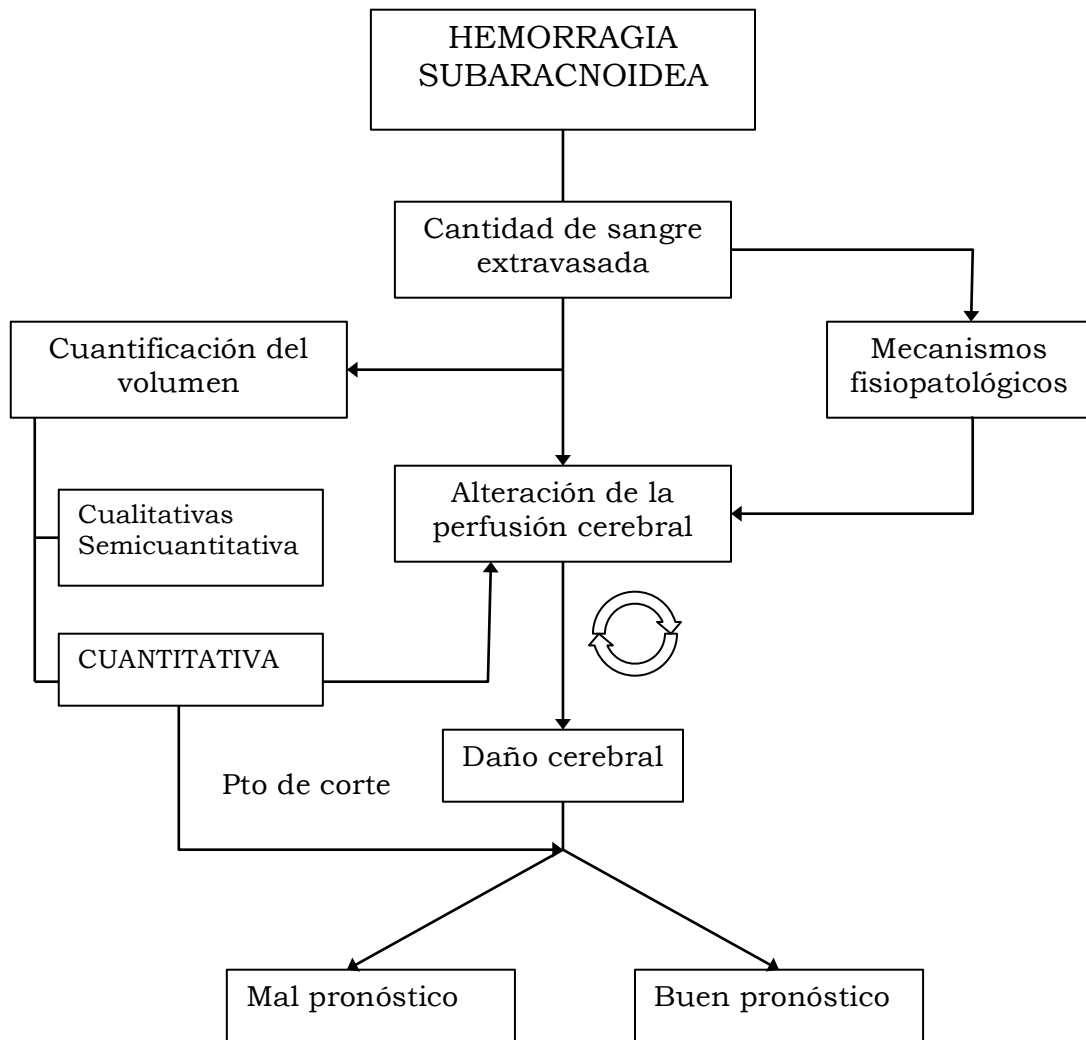 HEMORRAGIA
SUBARACNOIDEA
Cantidad de sangre
extravasada
Cuantificación del
volumen
Mecanismos
fisiopatológicos
Alteración de la
perfusión cerebral
Cualitativas
Semicuantitativa
CUANTITATIVA
Daño cerebral
Pto de corte
Mal pronóstico
Buen pronóstico